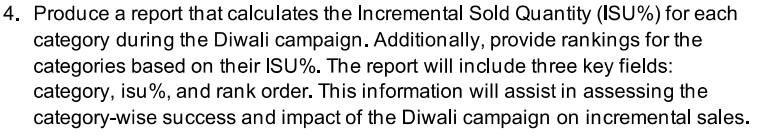 4. Produce a report that calculates the Incremental Sold Quantity (ISU%) for each
category during the Diwali campaign. Additionally, provide rankings for the
categories based on their ISU%. The report will include three key fields:
category, isu%, and rank order. This information will assist in assessing the
category-wise success and impact of the Diwali campaign on incremental sales.